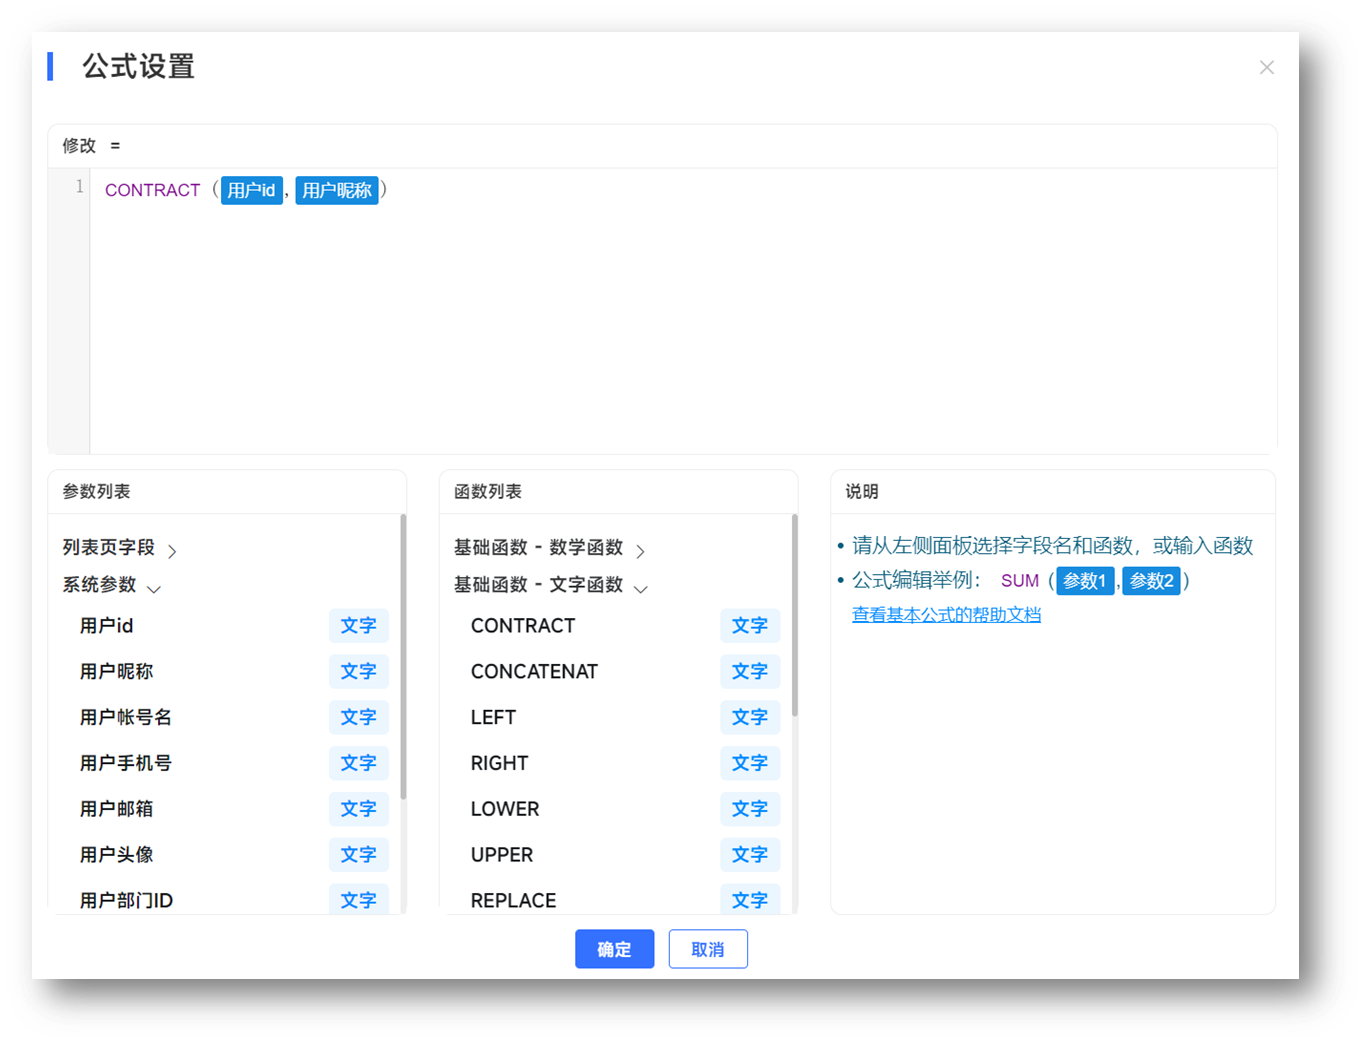 公式设置
修改 =
1 CONTRACT (用户id, 用户昵称)
参数列表
列表页字段
系统参数
用户id 文字
用户昵称 文字
用户帐号名 文字
用户手机号 文字
用户邮箱 文字
用户头像 文字
用户部门ID 文字
函数列表
基础函数 - 数学函数
基础函数 - 文字函数
CONTRACT 文字
CONCATENAT 文字
LEFT 文字
RIGHT 文字
LOWER 文字
UPPER 文字
REPLACE 文字
说明
• 请从左侧面板选择字段名和函数，或输入函数
• 公式编辑举例： SUM (参数1,参数2)
查看基本公式的帮助文档
确定 取消